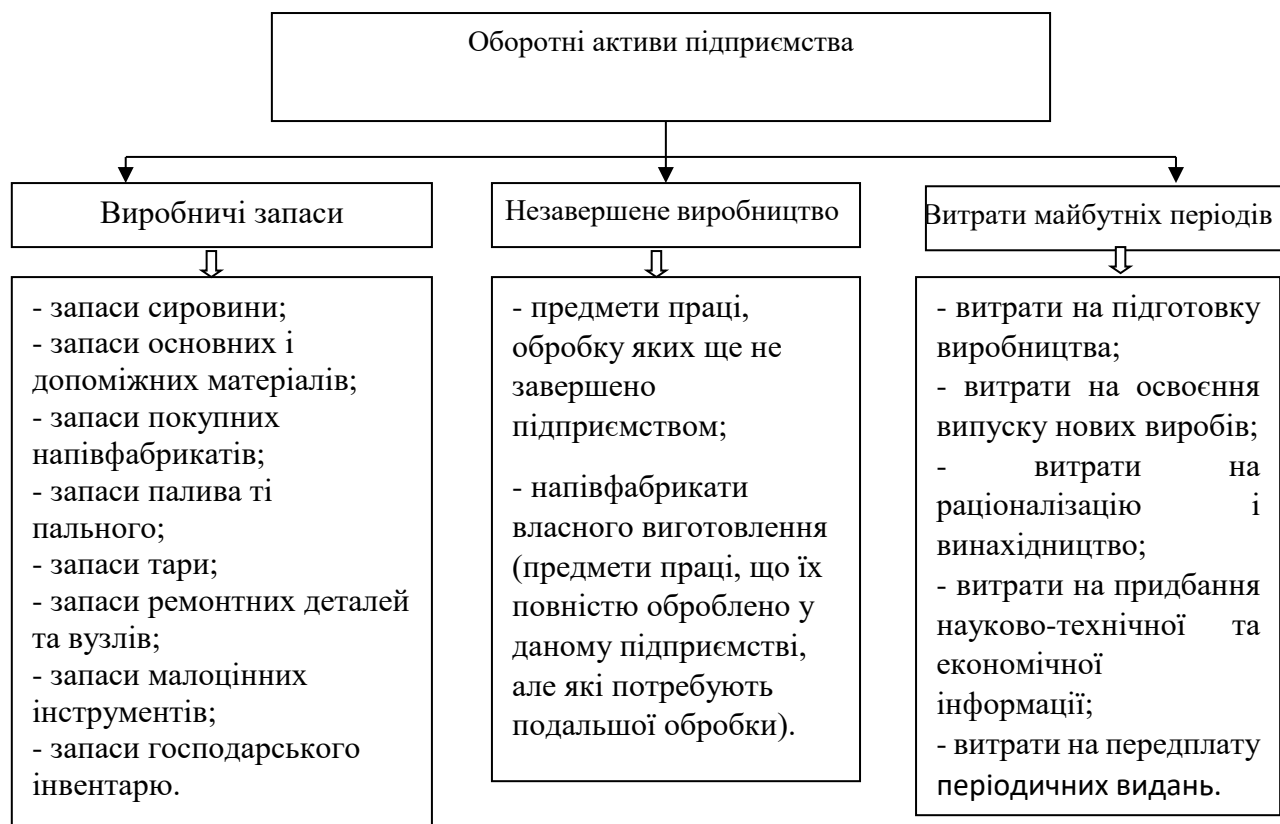 Оборотні активи підприємства
Виробничі запаси
Незавершене виробництво
Витрати майбутніх періодів
- запаси сировини;
- запаси основних і
допоміжних матеріалів;
- запаси покупних
напівфабрикатів;
- запаси палива ті
пального;
- запаси тари;
- запаси ремонтних деталей
та вузлів;
- запаси малоцінних
інструментів;
- запаси господарського
інвентарю.
- предмети праці,
обробку яких ще не
завершено
підприємством;
- напівфабрикати
власного виготовлення
(предмети праці, що їх
повністю оброблено у
даному підприємстві,
але які потребують
подальшої обробки).
- витрати на підготовку
виробництва;
- витрати на освоєння
випуску нових виробів;
- витрати на
раціоналізацію і
винахідництво;
- витрати на придбання
науково-технічної та
економічної
інформації;
- витрати на передплату
періодичних видань.